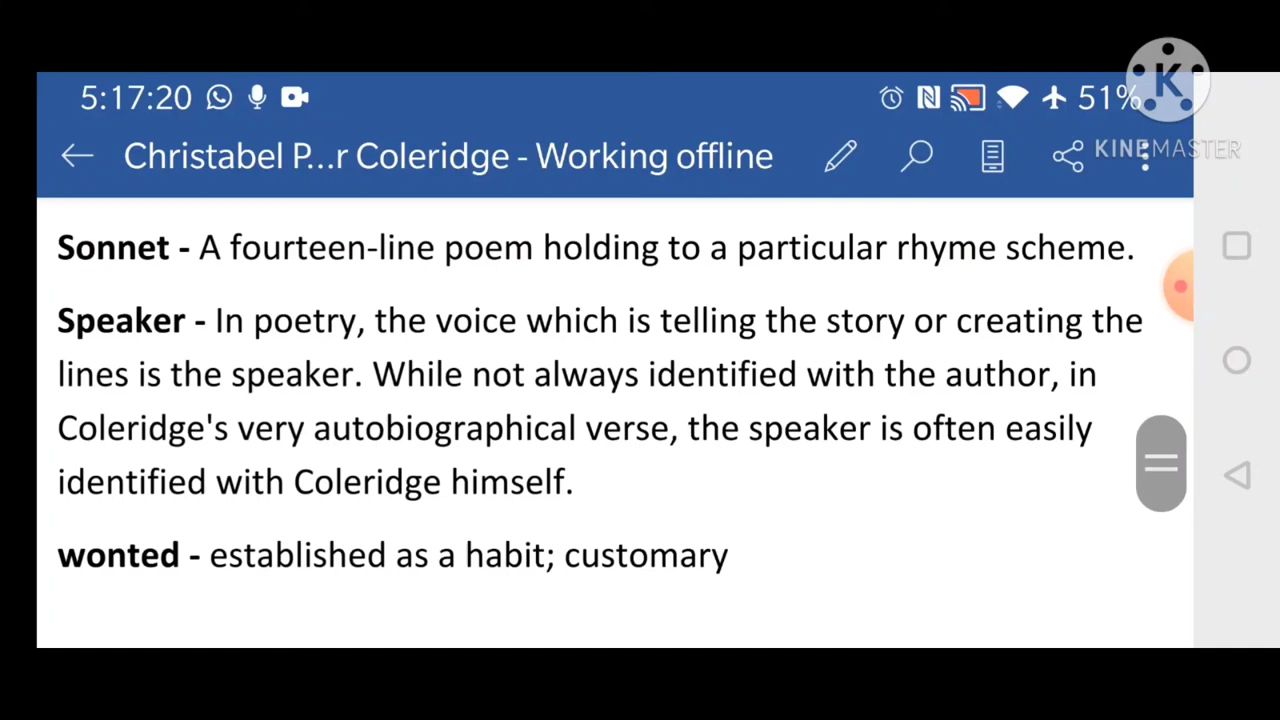 5:17:20 51%
K
Christabel P...r Coleridge - Working offline
KINEMASTER
Sonnet - A fourteen-line poem holding to a particular rhyme scheme.
Speaker - In poetry, the voice which is telling the story or creating the
lines is the speaker. While not always identified with the author, in
Coleridge's very autobiographical verse, the speaker is often easily
identified with Coleridge himself.
wonted - established as a habit; customary